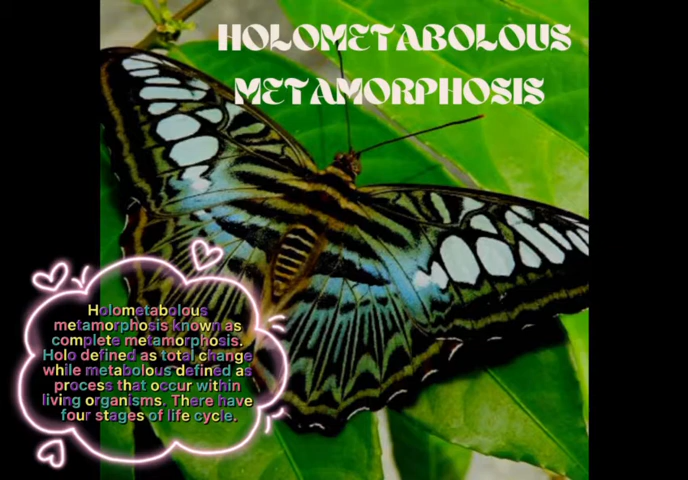 HOLOMETABOLOUS
METAMORPHOSIS
Holometabolous
metamorphosis known as
complete metamorphosis.
Holo defined as total change
while metabolous defined as
process that occur within
living organisms. There have
four stages of life cycle.